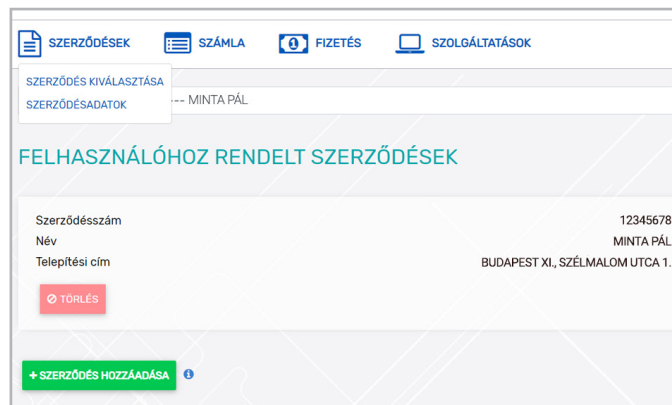 SZERZŐDÉSEK SZÁMLA FIZETÉS SZOLGÁLTATÁSOK
SZERZŐDÉS KIVÁLASZTÁSA
SZERZŐDÉSADATOK
--- MINTA PÁL
FELHASZNÁLÓHOZ RENDELT SZERZŐDÉSEK
Szerződésszám 12345678
Név MINTA PÁL
Telepítési cím BUDAPEST XI., SZÉLMALOM UTCA 1.
TÖRLÉS
+ SZERZŐDÉS HOZZÁADÁSA